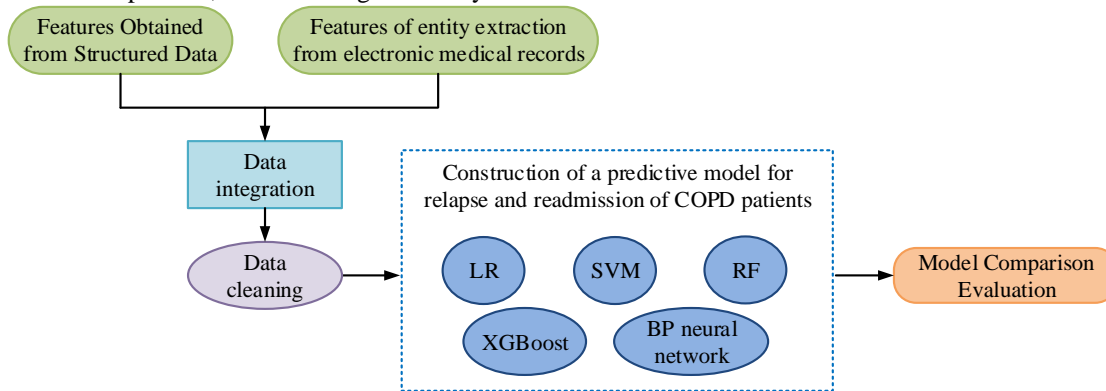 Features Obtained
from Structured Data
Features of entity extraction
from electronic medical records
Data
integration
Construction of a predictive model for
relapse and readmission of COPD patients
Data
cleaning
LR
SVM
RF
XGBoost
BP neural
network
Model Comparison
Evaluation